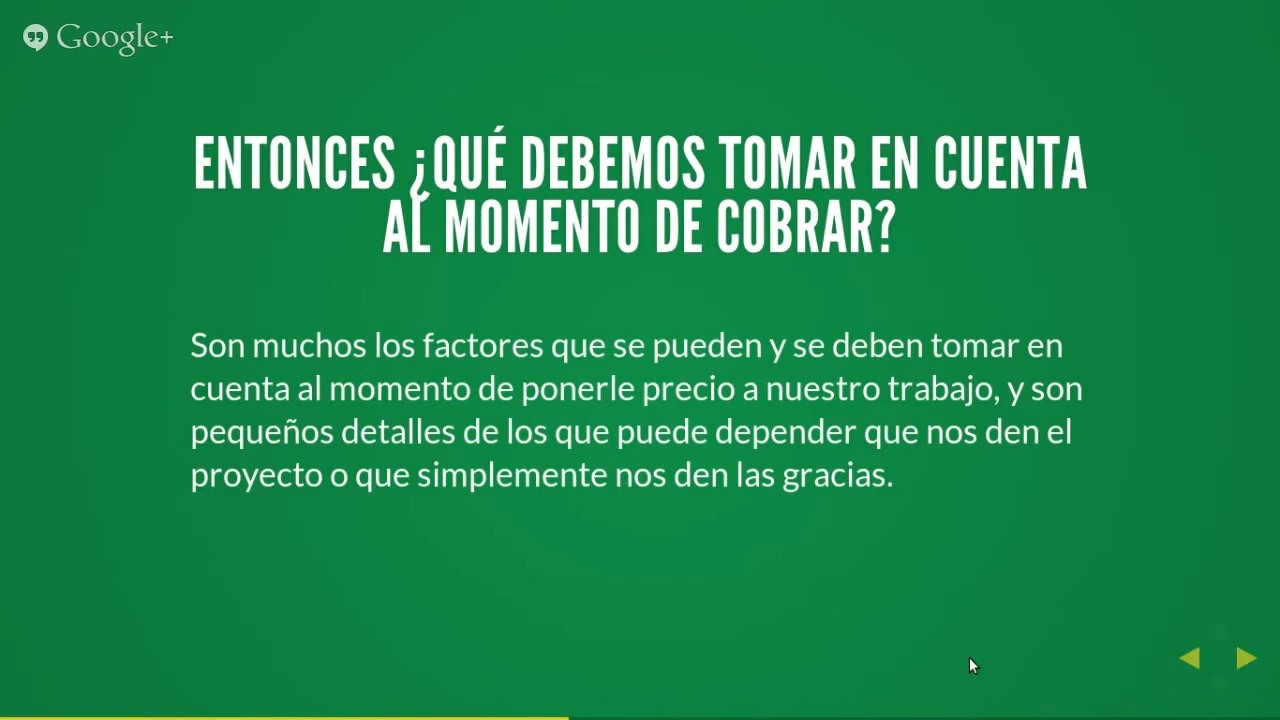 Google+
ENTONCES ¿QUÉ DEBEMOS TOMAR EN CUENTA
AL MOMENTO DE COBRAR?
Son muchos los factores que se pueden y se deben tomar en
cuenta al momento de ponerle precio a nuestro trabajo, y son
pequeños detalles de los que puede depender que nos den el
proyecto o que simplemente nos den las gracias.